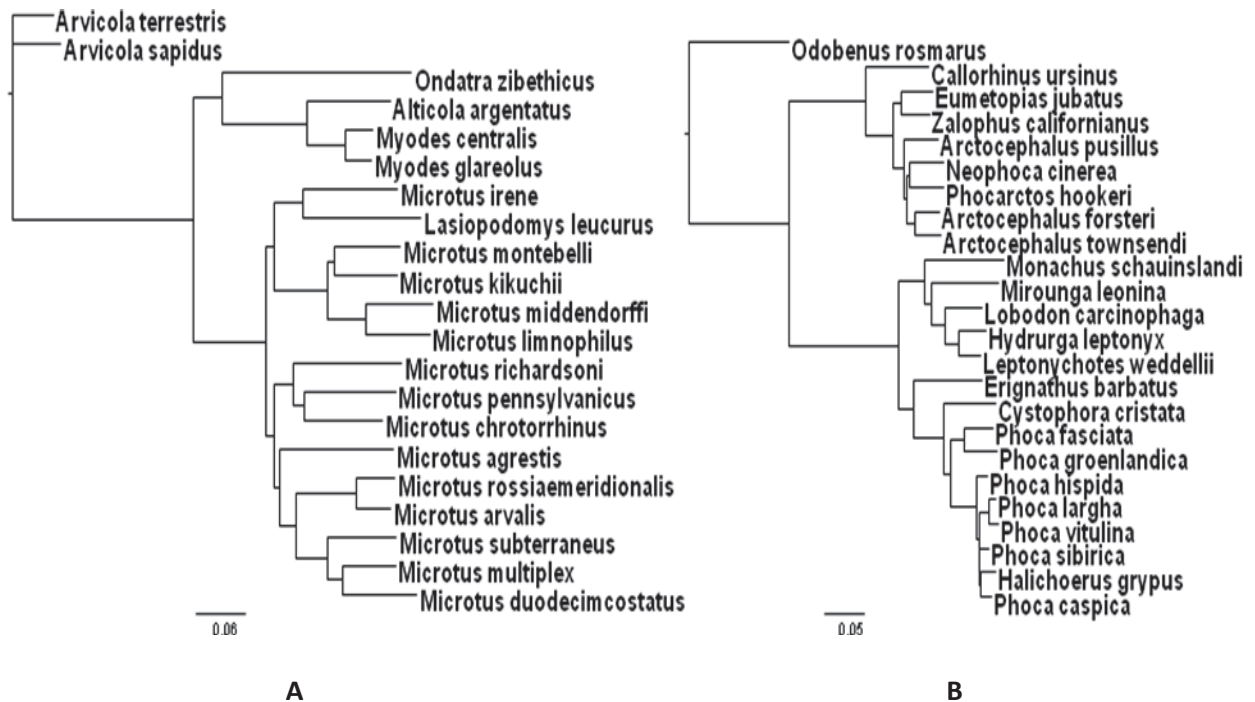 Arvicola terrestris
Arvicola sapidus
Ondatra zibethicus
Alticola argentatus
Myodes centralis
Myodes glareolus
Microtus irene
Lasiopodomys leucurus
Microtus montebelli
Microtus kikuchii
Microtus middendorffi
Microtus limnophilus
Microtus richardsoni
Microtus pennsylvanicus
Microtus chrotorrhinus
Microtus agrestis
Microtus rossiaemeridionalis
Microtus arvalis
Microtus subterraneus
Microtus multiplex
Microtus duodecimcostatus
0.06
A
Odobenus rosmarus
Callorhinus ursinus
Eumetopias jubatus
Zalophus californianus
Arctocephalus pusillus
Neophoca cinerea
Phocarctos hookeri
Arctocephalus forsteri
Arctocephalus townsendi
Monachus schauinslandi
Mirounga leonina
Lobodon carcinophaga
Hydrurga leptonyx
Leptonychotes weddellii
Erignathus barbatus
Cystophora cristata
Phoca fasciata
Phoca groenlandica
Phoca hispida
Phoca largha
Phoca vitulina
Phoca sibirica
Halichoerus grypus
Phoca caspica
0.05
B